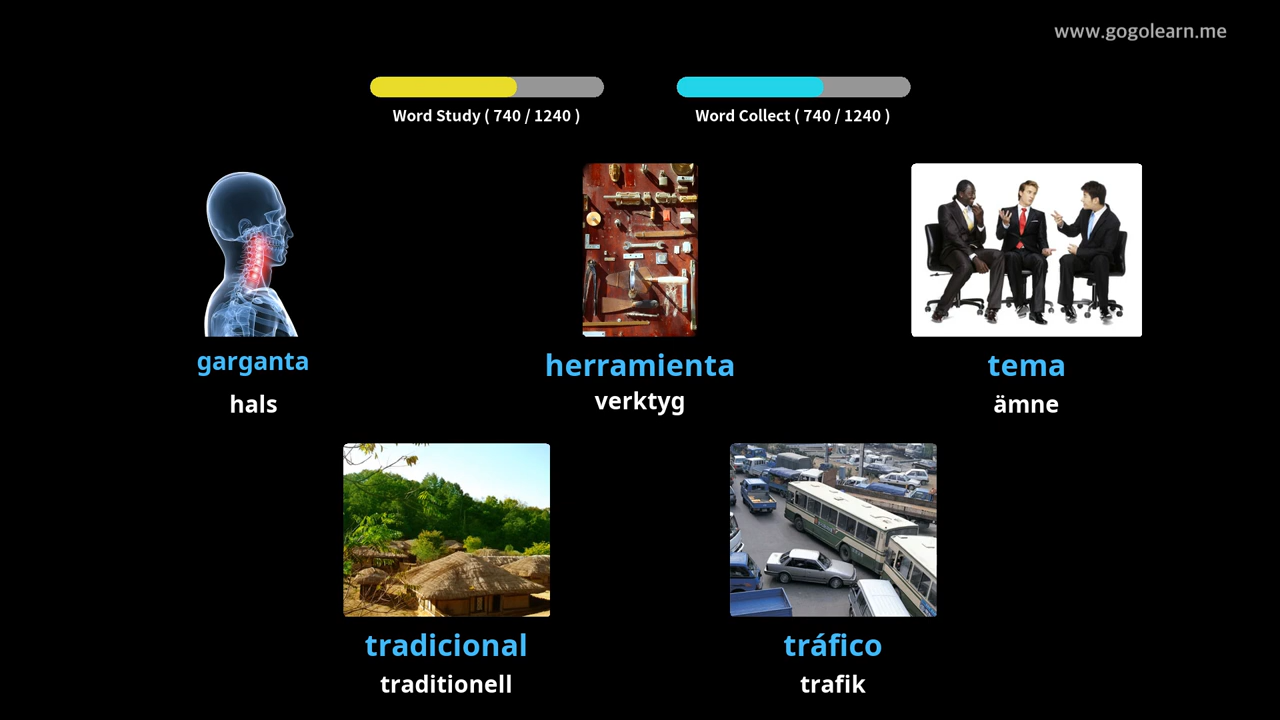 www.gogolearn.me
Word Study ( 740 / 1240 )
Word Collect ( 740 / 1240 )
garganta
hals
herramienta
verktyg
tema
ämne
tradicional
traditionell
tráfico
trafik